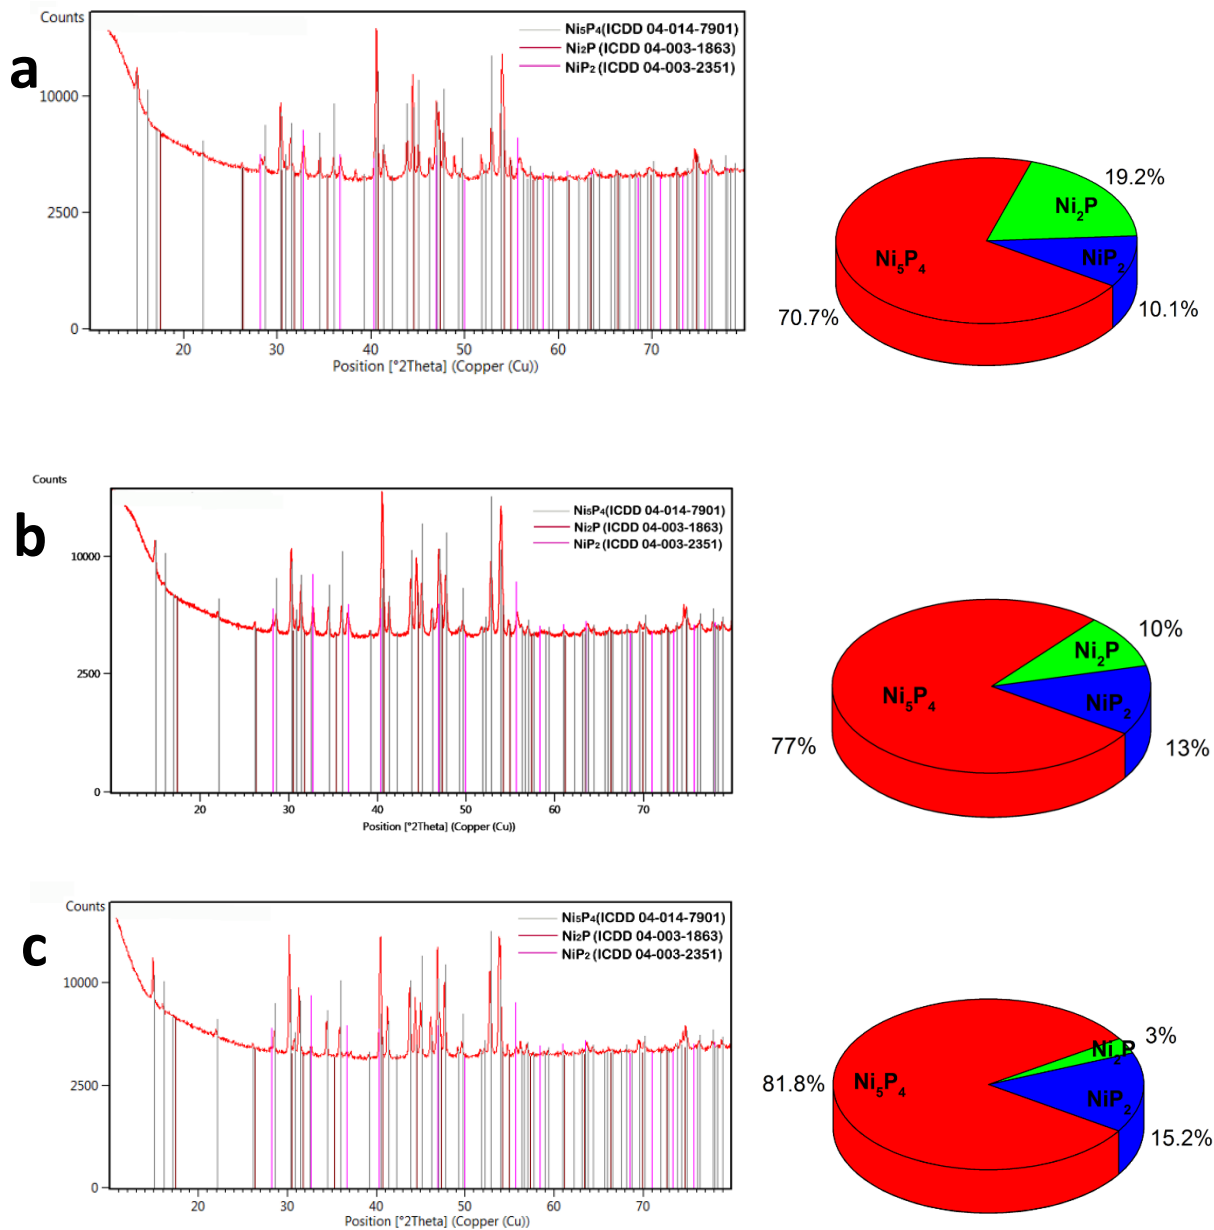 a
Counts
10000
2500
0
20 30 40 50 60 70
Position [°2Theta] (Copper (Cu))
Ni₅P₄(ICDD 04-014-7901)
Ni₂P (ICDD 04-003-1863)
NiP₂ (ICDD 04-003-2351)
19.2%
Ni₂P
Ni₅P₄
NiP₂
70.7%
10.1%
b
Counts
10000
2500
0
20 30 40 50 60 70
Position [°2Theta] (Copper (Cu))
Ni₅P₄(ICDD 04-014-7901)
Ni₂P (ICDD 04-003-1863)
NiP₂ (ICDD 04-003-2351)
10%
Ni₂P
Ni₅P₄
NiP₂
77%
13%
c
Counts
10000
2500
0
20 30 40 50 60 70
Position [°2Theta] (Copper (Cu))
Ni₅P₄(ICDD 04-014-7901)
Ni₂P (ICDD 04-003-1863)
NiP₂ (ICDD 04-003-2351)
3%
Ni₂P
81.8%
Ni₅P₄
NiP₂
15.2%